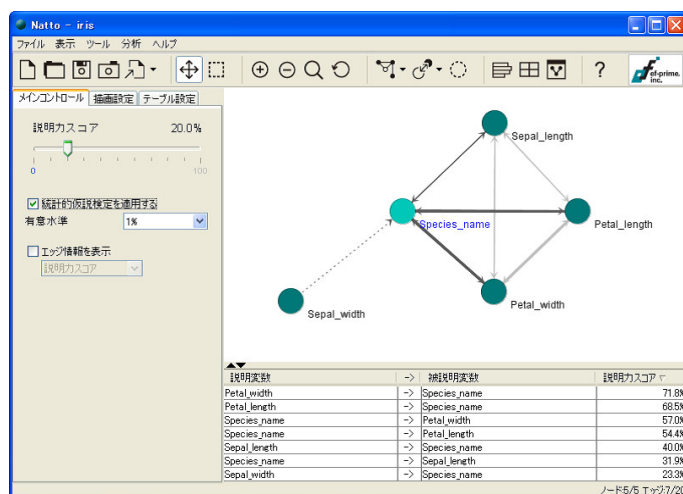 Natto - iris
ファイル 表示 ツール 分析 ヘルプ
?
ef-prime, inc.
メインコントロール 描画設定 テーブル設定
説明力スコア 20.0%
0 100
統計的仮説検定を適用する
有意水準 1%
エッジ情報を表示
説明力スコア
Sepal_length
Species_name
Petal_length
Petal_width
Sepal_width
説明変数 -> 被説明変数 説明力スコア
Petal_width -> Species_name 71.8%
Petal_length -> Species_name 68.5%
Species_name -> Petal_width 57.0%
Species_name -> Petal_length 54.4%
Sepal_length -> Species_name 40.0%
Species_name -> Sepal_length 31.9%
Sepal_width -> Species_name 23.3%
ノード:5/5 エッジ:7/20